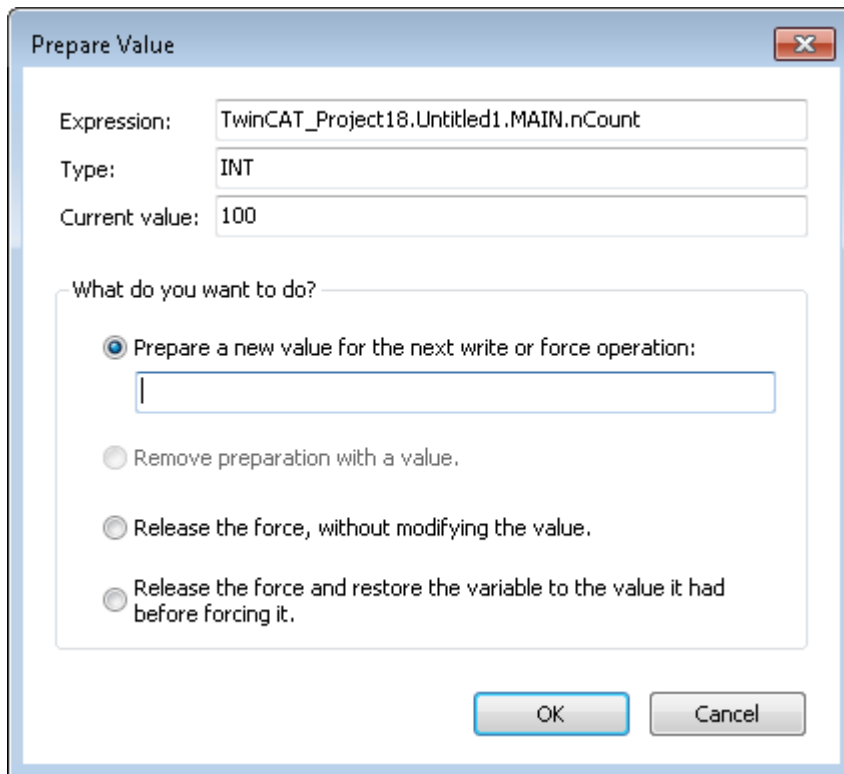 Prepare Value
Expression: TwinCAT_Project18.Untitled1.MAIN.nCount
Type: INT
Current value: 100
What do you want to do?
Prepare a new value for the next write or force operation:
Remove preparation with a value.
Release the force, without modifying the value.
Release the force and restore the variable to the value it had
before forcing it.
OK Cancel